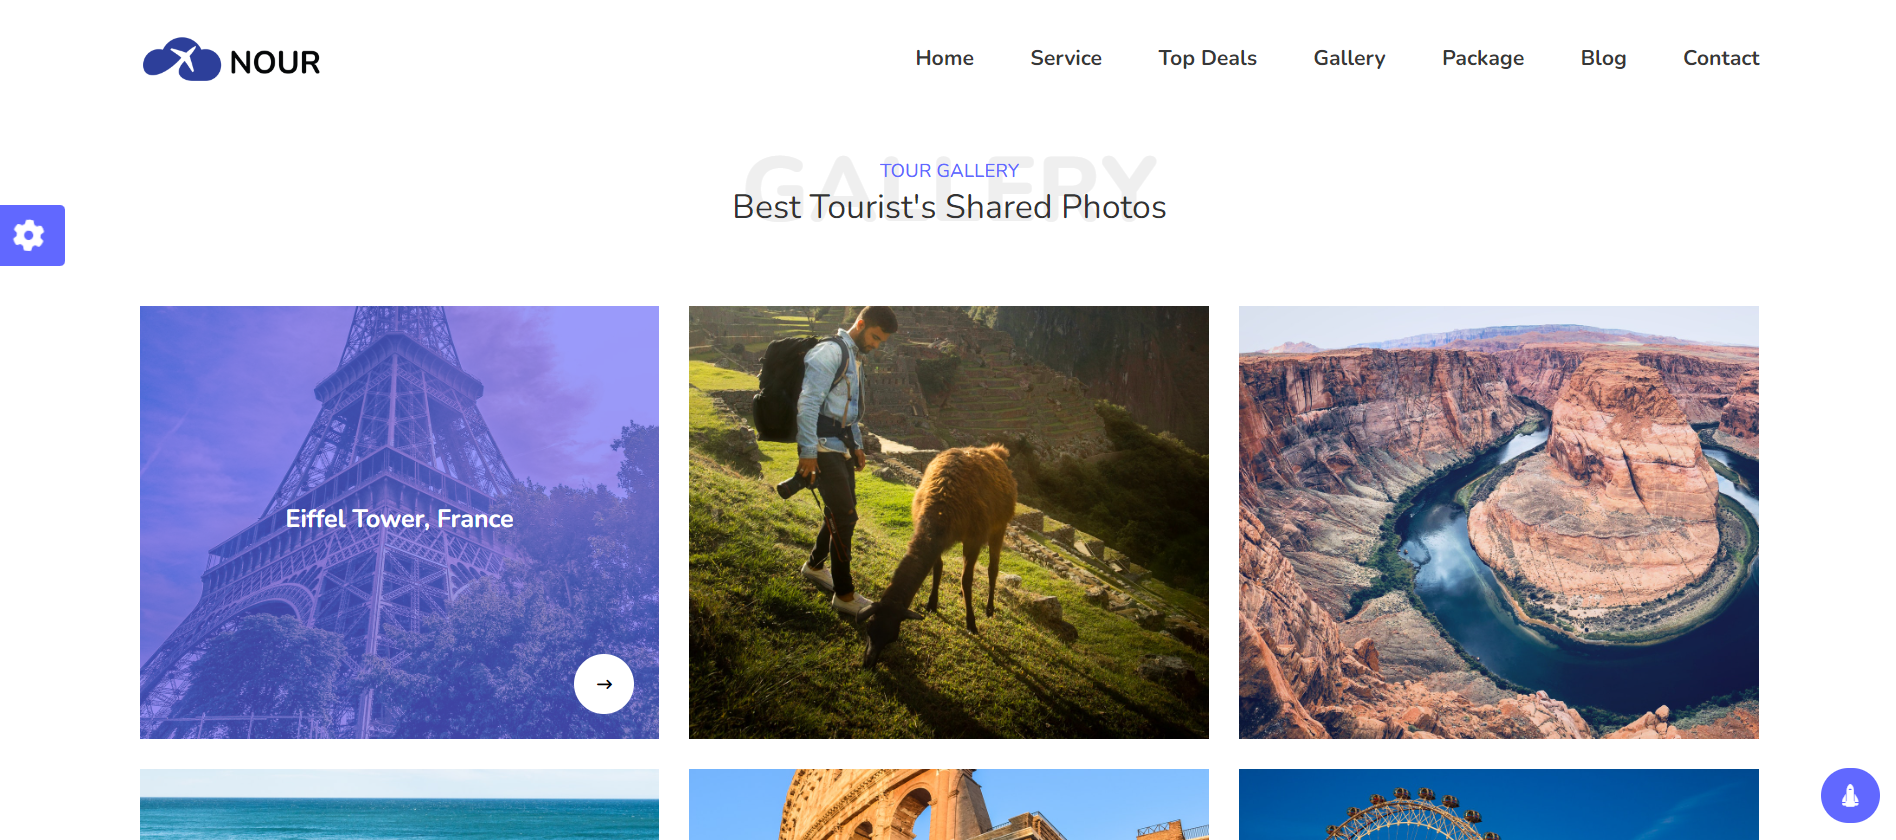 NOUR
Home Service Top Deals Gallery Package Blog Contact
GALLERY
TOUR GALLERY
Best Tourist's Shared Photos
Eiffel Tower, France